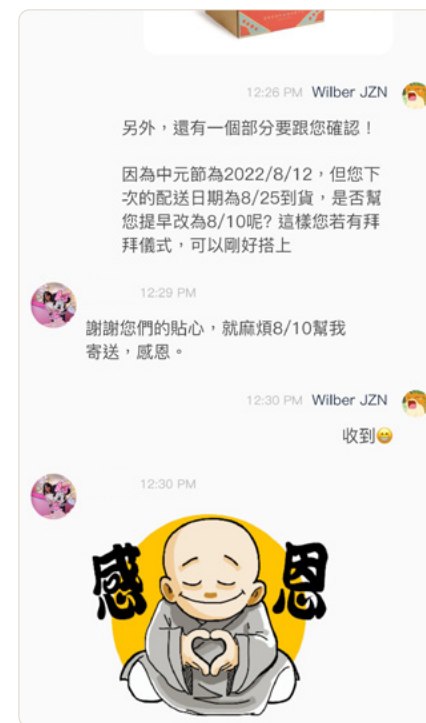 12:26 PM Wilber JZN
另外，還有一個部分要跟您確認！
因為中元節為2022/8/12，但您下
次的配送日期為8/25到貨，是否幫
您提早改為8/10呢? 這樣您若有拜
拜儀式，可以剛好搭上
12:29 PM
謝謝您們的貼心，就麻煩8/10幫我
寄送，感恩。
12:30 PM Wilber JZN
收到😁
12:30 PM
感恩